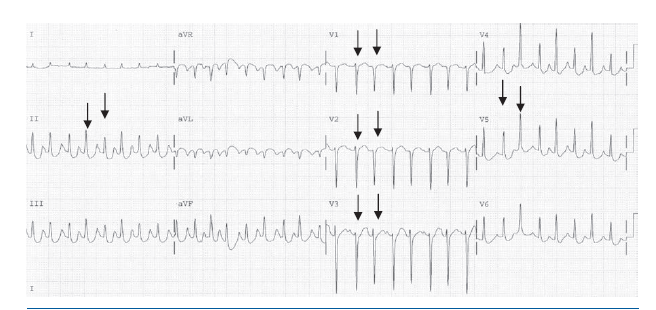 I aVR V1 V4
II aVL V2 V5
III aVF V3 V6
I